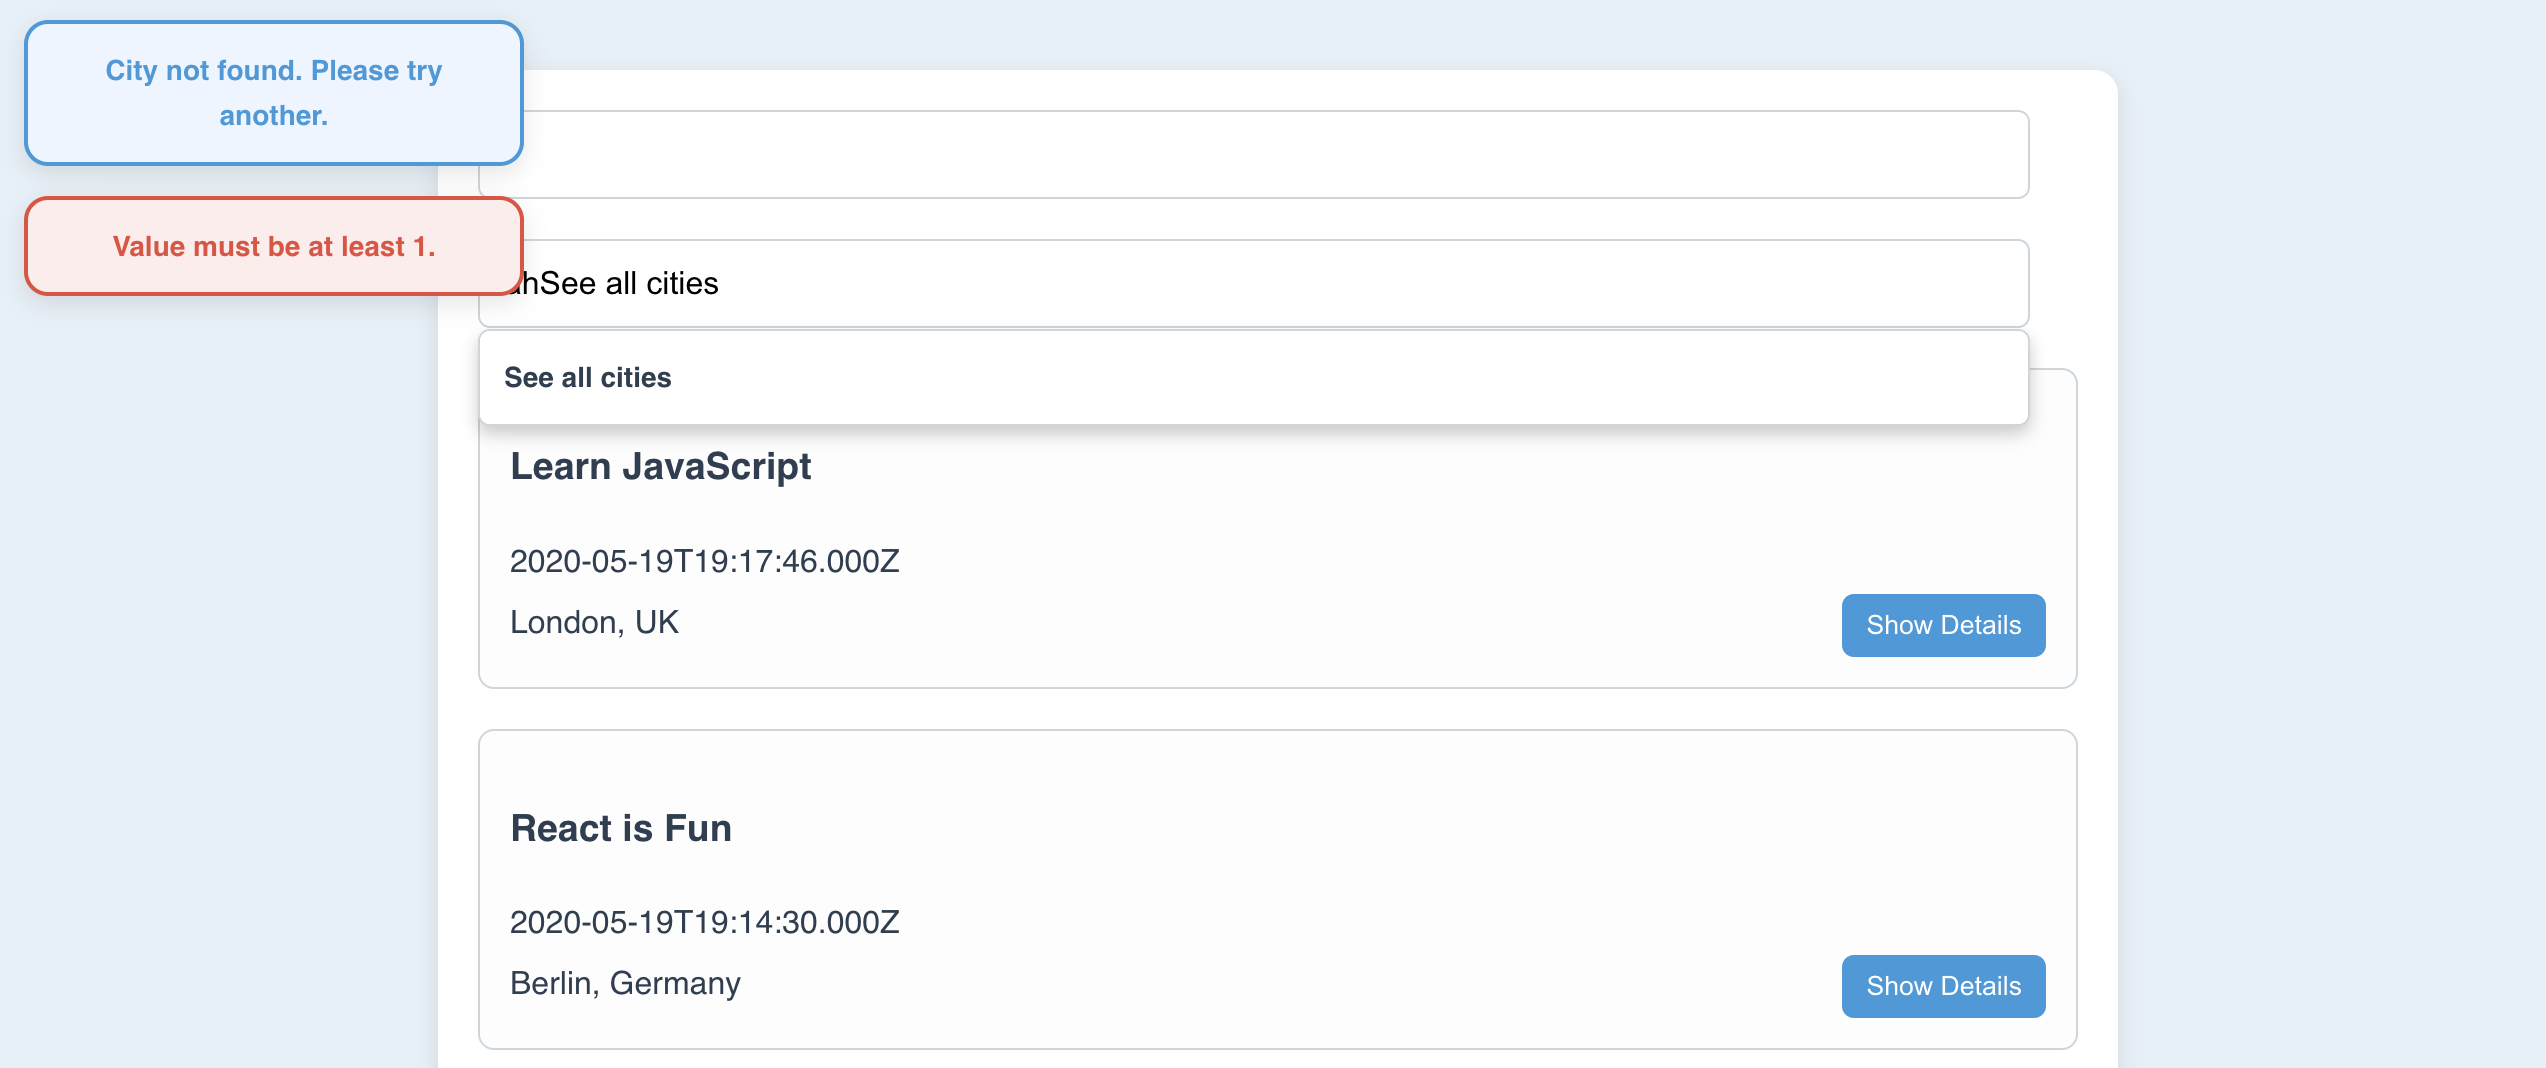 City not found. Please try
another.
Value must be at least 1.
ahSee all cities
See all cities
Learn JavaScript
2020-05-19T19:17:46.000Z
London, UK
Show Details
React is Fun
2020-05-19T19:14:30.000Z
Berlin, Germany
Show Details